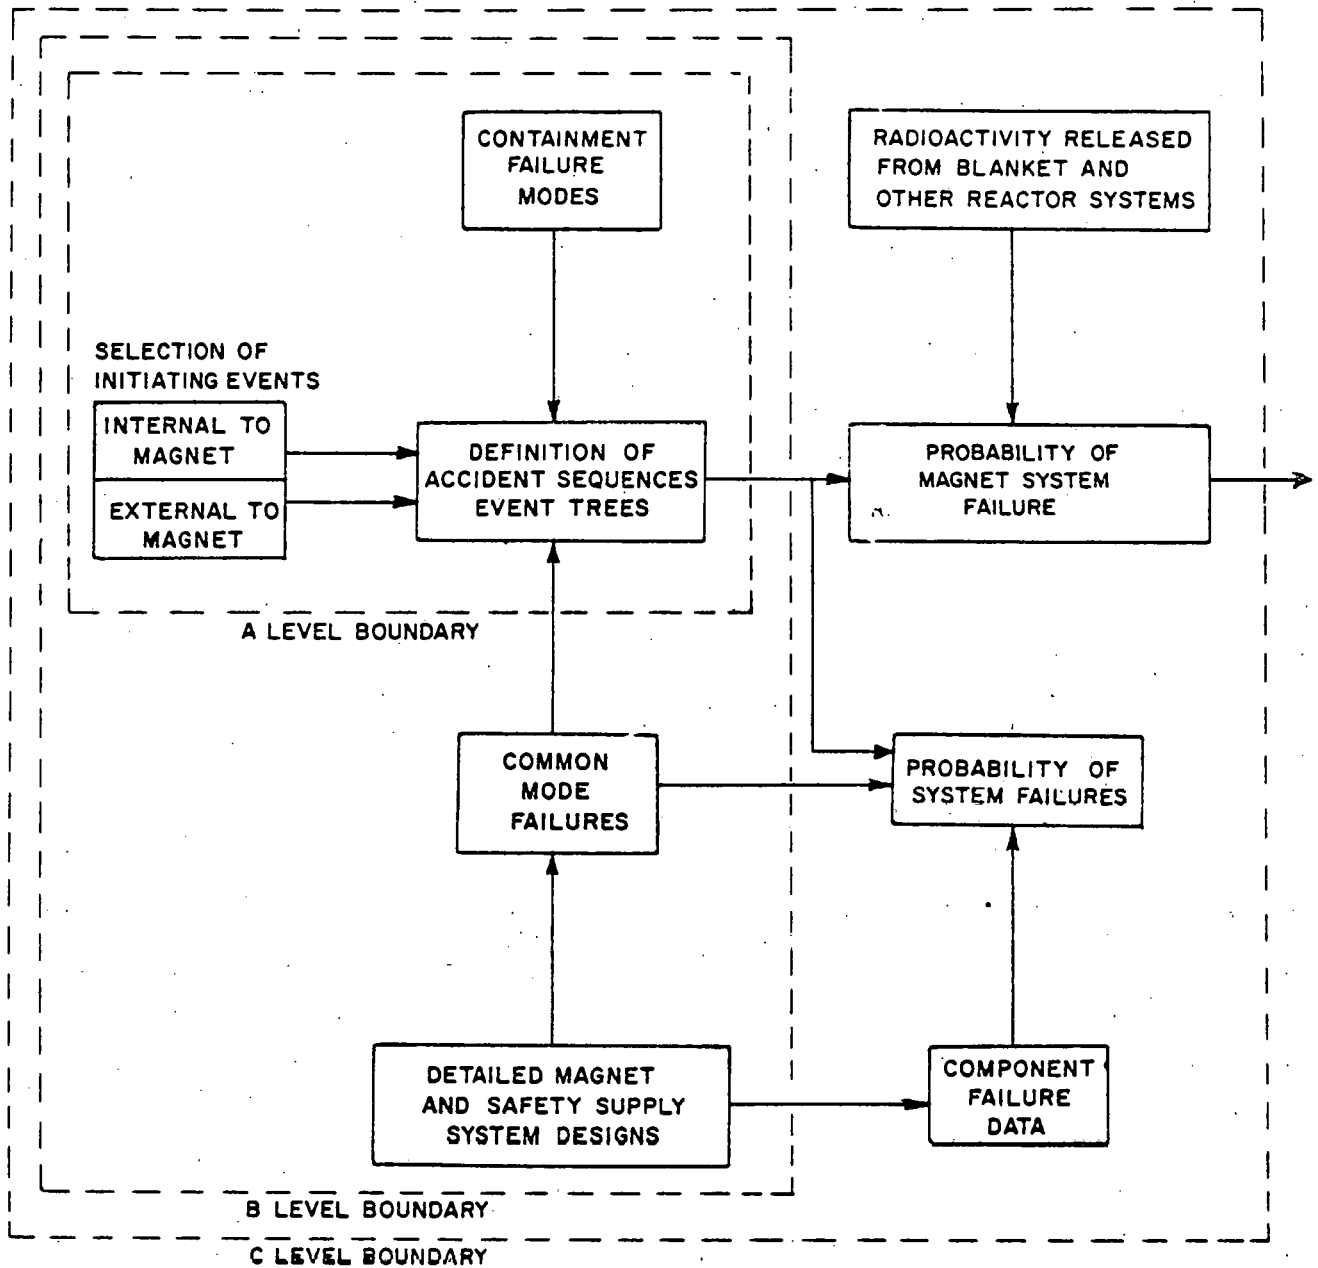 CONTAINMENT
FAILURE
MODES
RADIOACTIVITY RELEASED
FROM BLANKET AND
OTHER REACTOR SYSTEMS
SELECTION OF
INITIATING EVENTS
INTERNAL TO
MAGNET
EXTERNAL TO
MAGNET
DEFINITION OF
ACCIDENT SEQUENCES
EVENT TREES
PROBABILITY OF
MAGNET SYSTEM
FAILURE
A LEVEL BOUNDARY
COMMON
MODE
FAILURES
PROBABILITY OF
SYSTEM FAILURES
DETAILED MAGNET
AND SAFETY SUPPLY
SYSTEM DESIGNS
COMPONENT
FAILURE
DATA
B LEVEL BOUNDARY
C LEVEL BOUNDARY